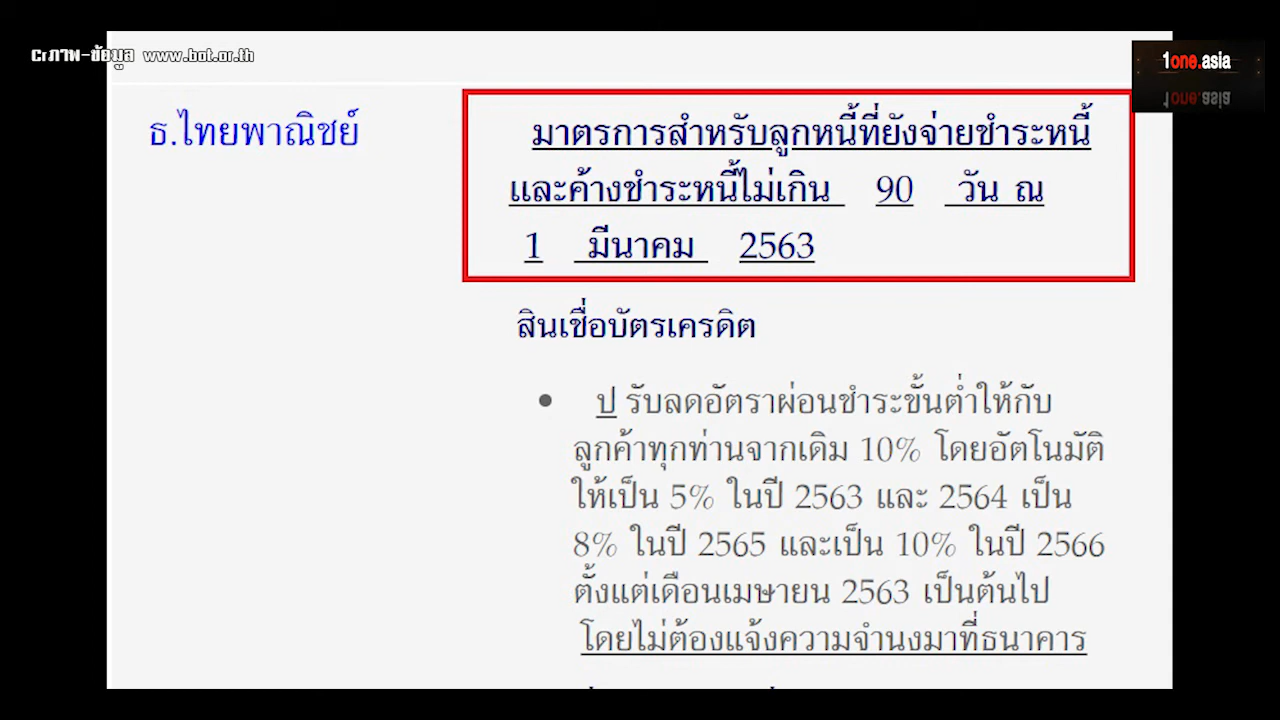 Crภาพ-ข้อมูล www.bot.or.th
1one.asia
ธ.ไทยพาณิชย์
มาตรการสำหรับลูกหนี้ที่ยังจ่ายชำระหนี้
และค้างชำระหนี้ไม่เกิน 90 วัน ณ
1 มีนาคม 2563
สินเชื่อบัตรเครดิต
• ป รับลดอัตราผ่อนชำระขั้นต่ำให้กับ
ลูกค้าทุกท่านจากเดิม 10% โดยอัตโนมัติ
ให้เป็น 5% ในปี 2563 และ 2564 เป็น
8% ในปี 2565 และเป็น 10% ในปี 2566
ตั้งแต่เดือนเมษายน 2563 เป็นต้นไป
โดยไม่ต้องแจ้งความจำนงมาที่ธนาคาร